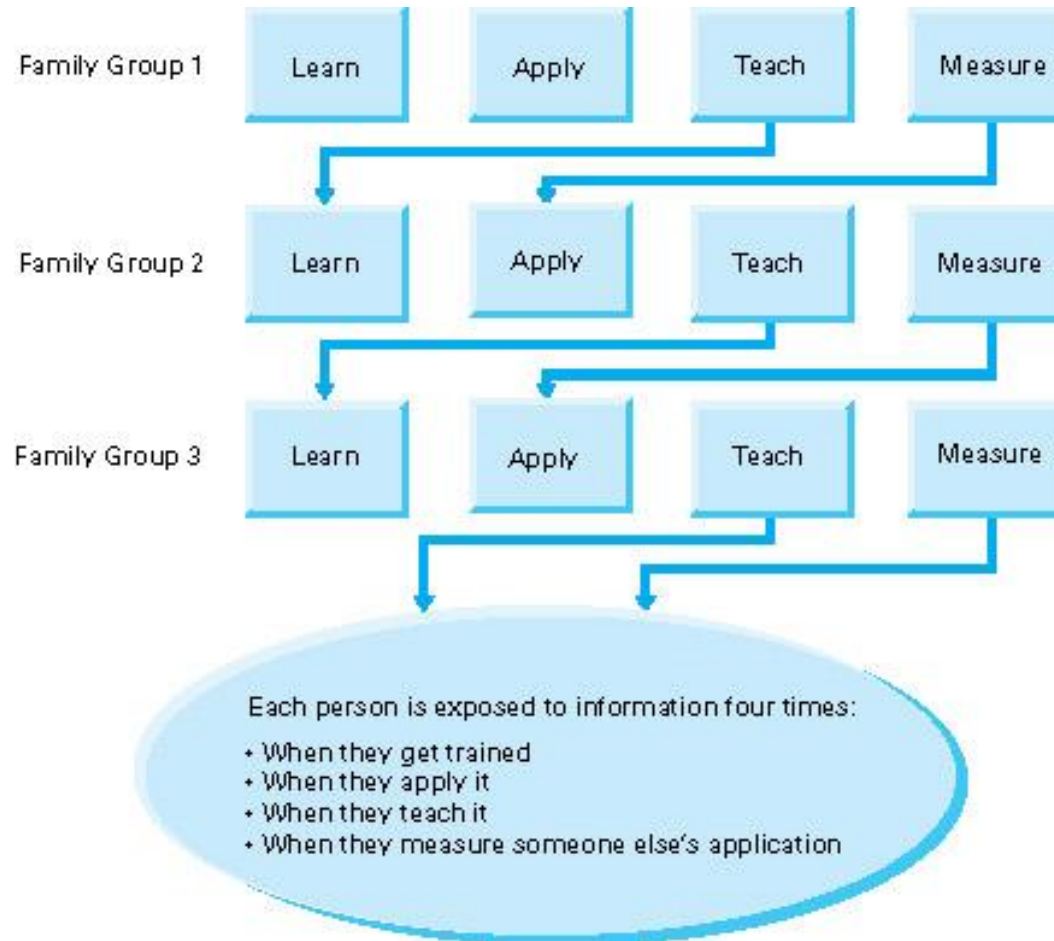 Family Group 1 Learn Apply Teach Measure
Family Group 2 Learn Apply Teach Measure
Family Group 3 Learn Apply Teach Measure
Each person is exposed to information four times:
• When they get trained
• When they apply it
• When they teach it
• When they measure someone else's application